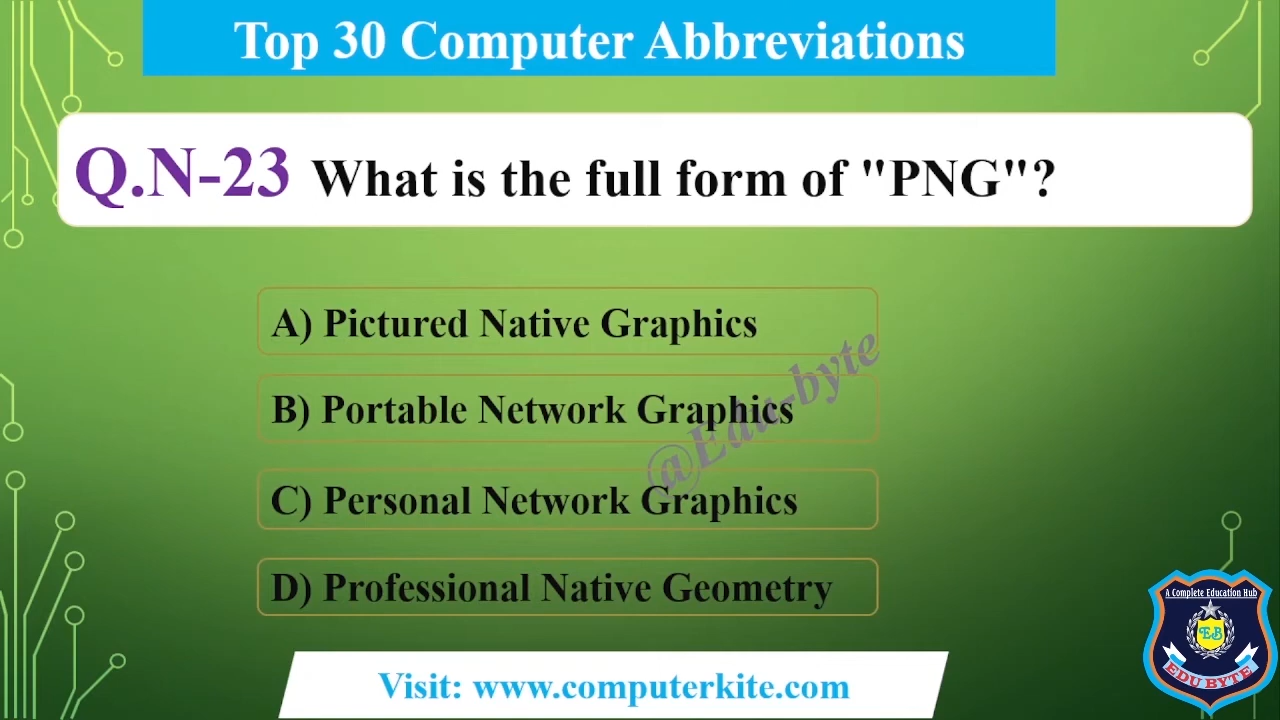 Top 30 Computer Abbreviations
Q.N-23 What is the full form of "PNG"?
A) Pictured Native Graphics
B) Portable Network Graphics
C) Personal Network Graphics
D) Professional Native Geometry
@Edu-byte
A Complete Education Hub
EB
EDU BYTE
Visit: www.computerkite.com